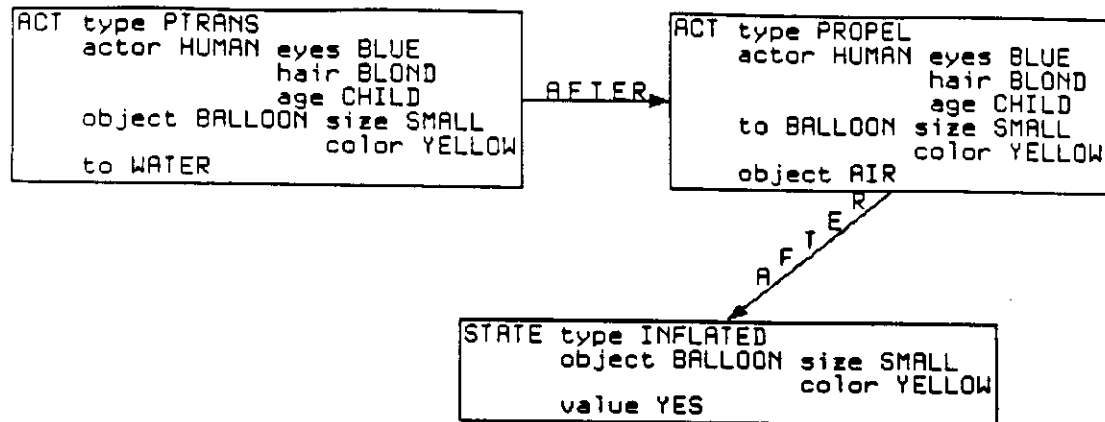 ACT type PTRANS
actor HUMAN eyes BLUE
hair BLOND
age CHILD
object BALLOON size SMALL
color YELLOW
to WATER
AFTER
ACT type PROPEL
actor HUMAN eyes BLUE
hair BLOND
age CHILD
to BALLOON size SMALL
color YELLOW
object AIR
AFTER
STATE type INFLATED
object BALLOON size SMALL
color YELLOW
value YES